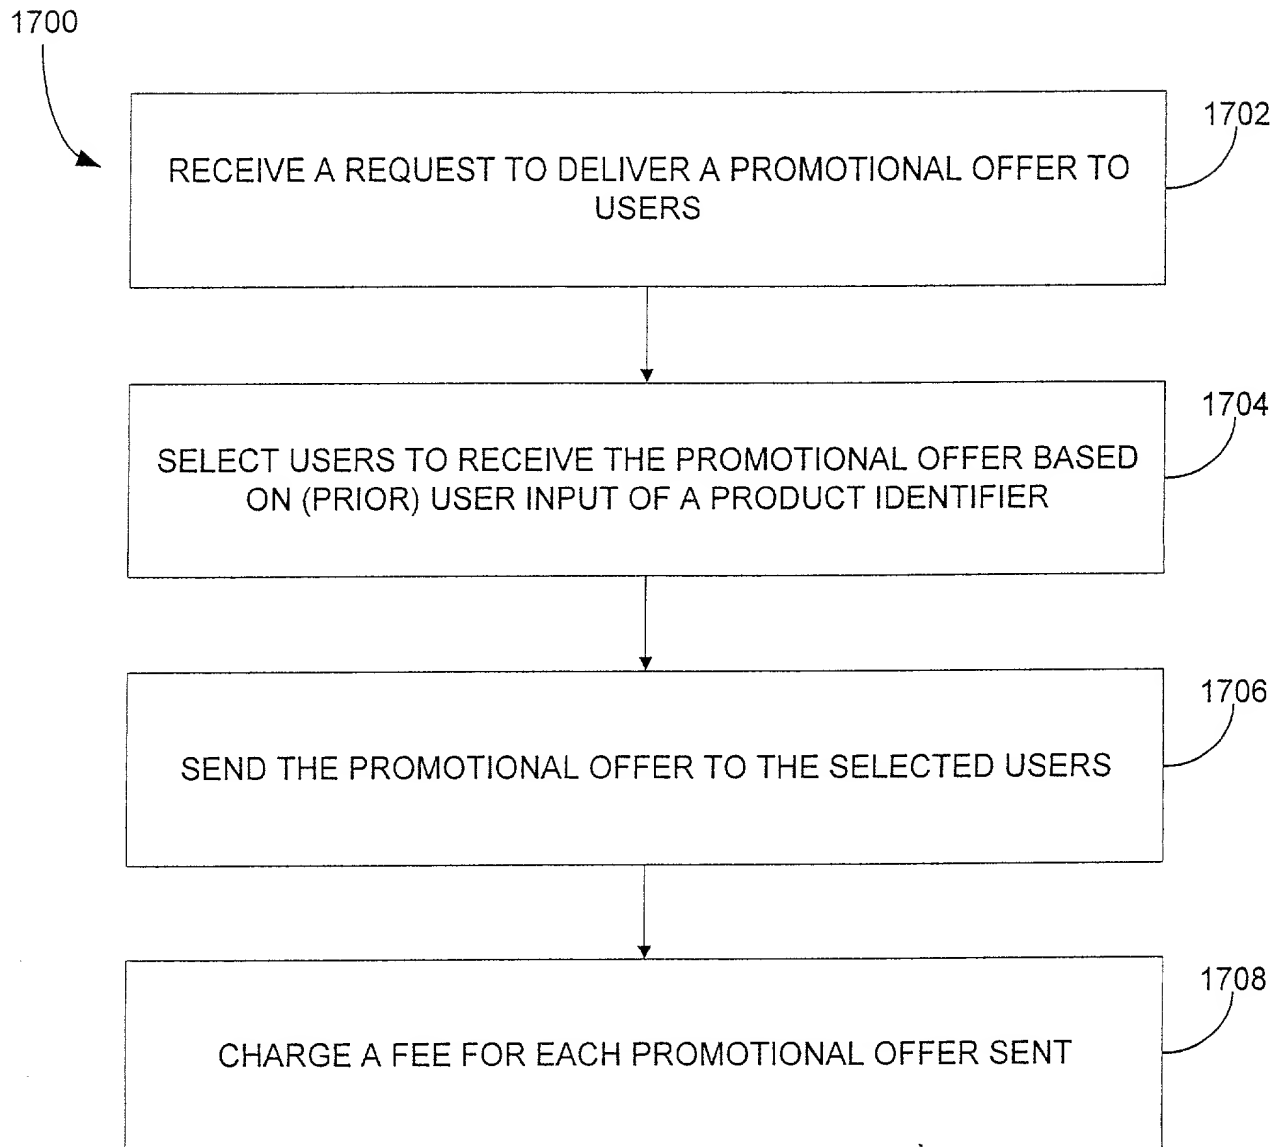 1700
1702
RECEIVE A REQUEST TO DELIVER A PROMOTIONAL OFFER TO
USERS
1704
SELECT USERS TO RECEIVE THE PROMOTIONAL OFFER BASED
ON (PRIOR) USER INPUT OF A PRODUCT IDENTIFIER
1706
SEND THE PROMOTIONAL OFFER TO THE SELECTED USERS
1708
CHARGE A FEE FOR EACH PROMOTIONAL OFFER SENT